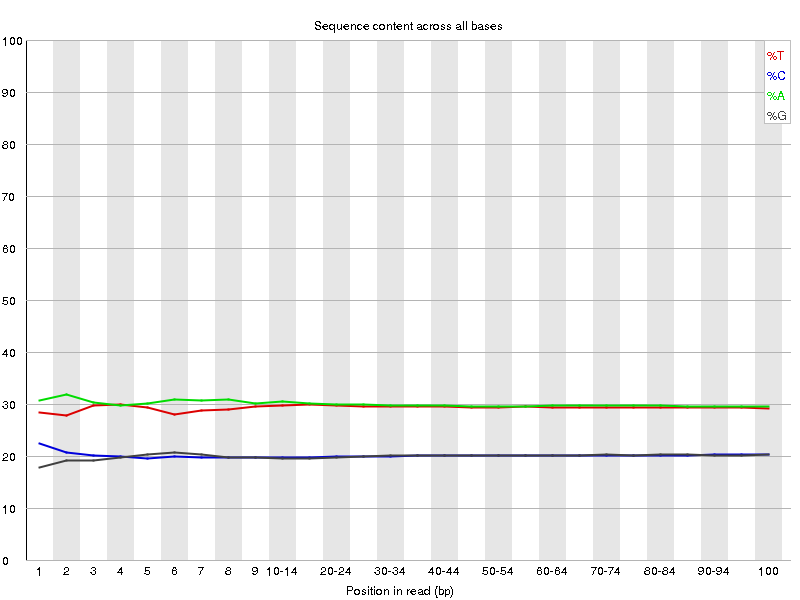 Sequence content across all bases
100
90
80
70
60
50
40
30
20
10
0
%T
%C
%A
%G
1 2 3 4 5 6 7 8 9 10-14 20-24 30-34 40-44 50-54 60-64 70-74 80-84 90-94 100
Position in read (bp)